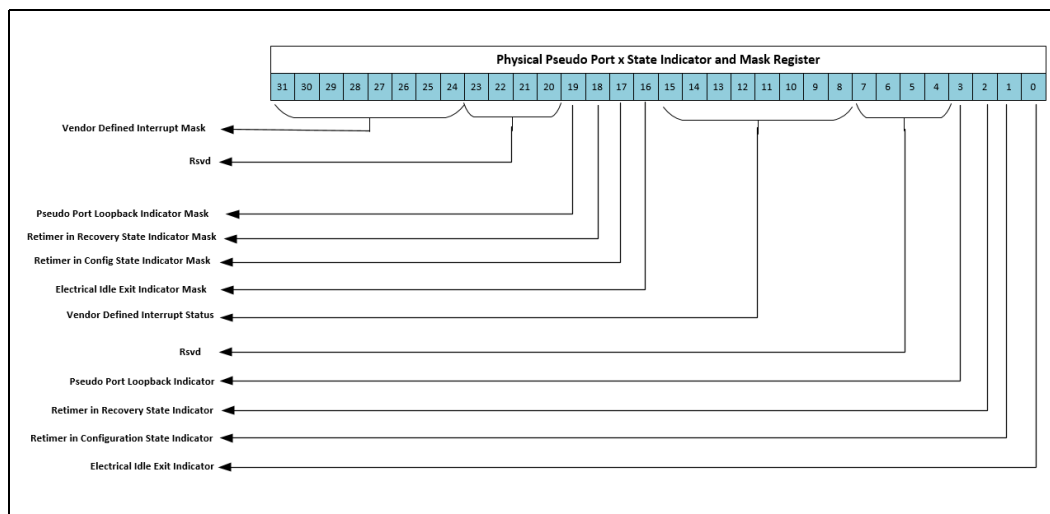 Physical Pseudo Port x State Indicator and Mask Register
31 30 29 28 27 26 25 24 23 22 21 20 19 18 17 16 15 14 13 12 11 10 9 8 7 6 5 4 3 2 1 0
Vendor Defined Interrupt Mask
Rsvd
Pseudo Port Loopback Indicator Mask
Retimer in Recovery State Indicator Mask
Retimer in Config State Indicator Mask
Electrical Idle Exit Indicator Mask
Vendor Defined Interrupt Status
Rsvd
Pseudo Port Loopback Indicator
Retimer in Recovery State Indicator
Retimer in Configuration State Indicator
Electrical Idle Exit Indicator